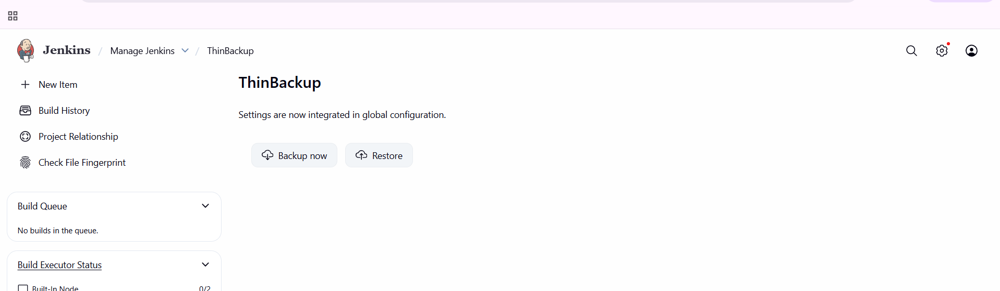 Jenkins / Manage Jenkins / ThinBackup
New Item
Build History
Project Relationship
Check File Fingerprint
Build Queue
No builds in the queue.
Build Executor Status
Built-In Node 0/2
ThinBackup
Settings are now integrated in global configuration.
Backup now Restore